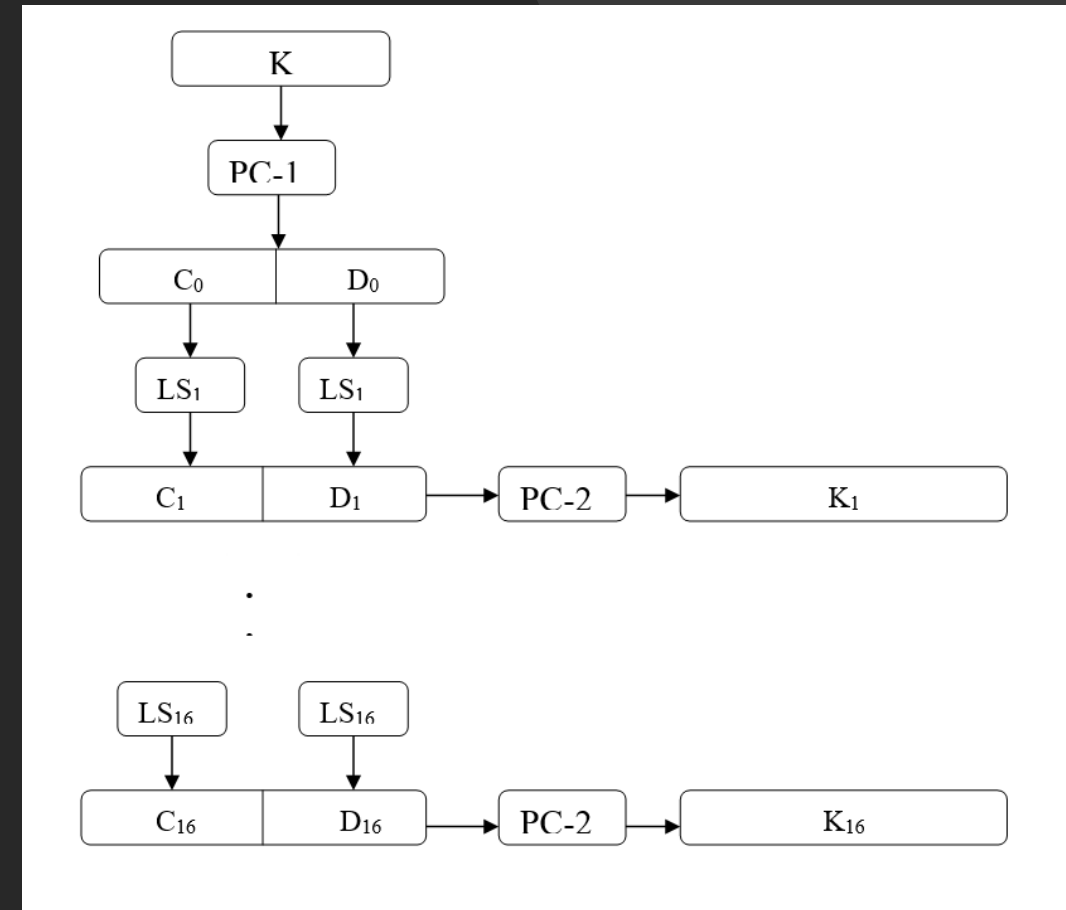 K
PC-1
C₀ D₀
LS₁ LS₁
C₁ D₁ PC-2 K₁
LS₁₆ LS₁₆
C₁₆ D₁₆ PC-2 K₁₆